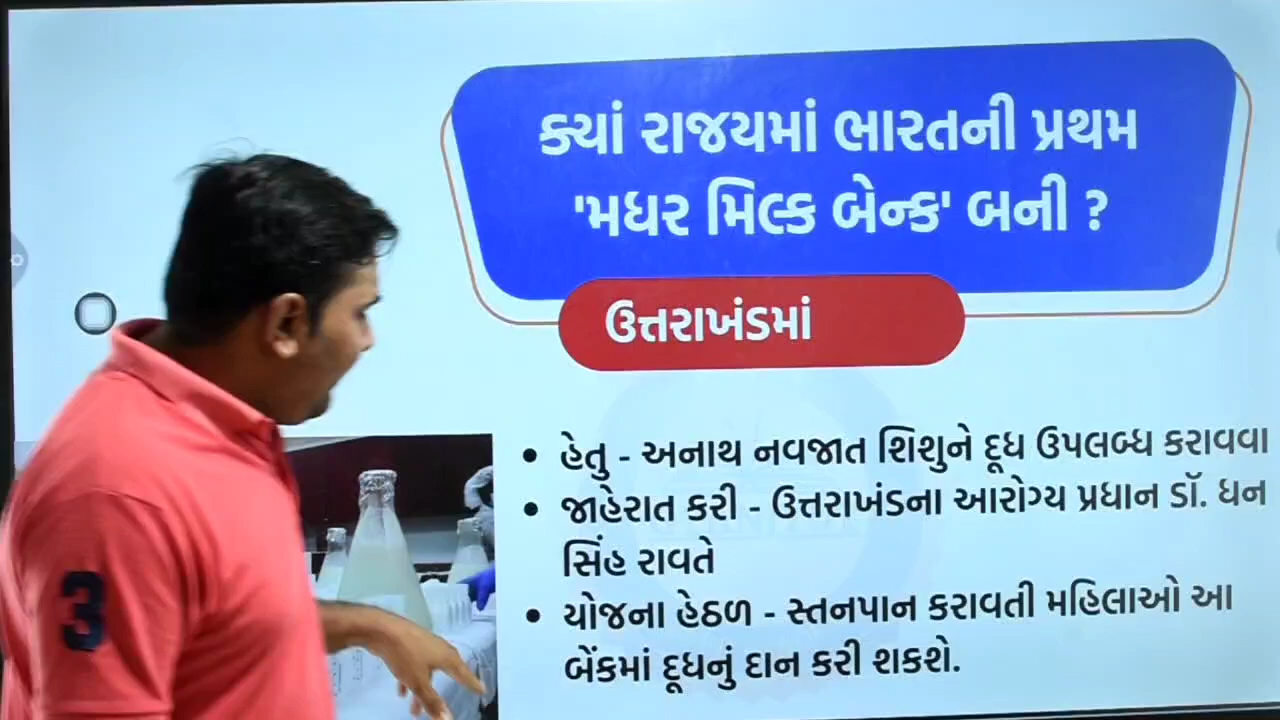 ક્યાં રાજયમાં ભારતની પ્રથમ
'મધર મિલ્ક બેન્ક' બની ?
ઉત્તરાખંડમાં
• હેતુ - અનાથ નવજાત શિશુને દૂધ ઉપલબ્ધ કરાવવા
• જાહેરાત કરી - ઉત્તરાખંડના આરોગ્ય પ્રધાન ડૉ. ધન
સિંહ રાવતે
• યોજના હેઠળ - સ્તનપાન કરાવતી મહિલાઓ આ
બેંકમાં દૂધનું દાન કરી શકશે.
3